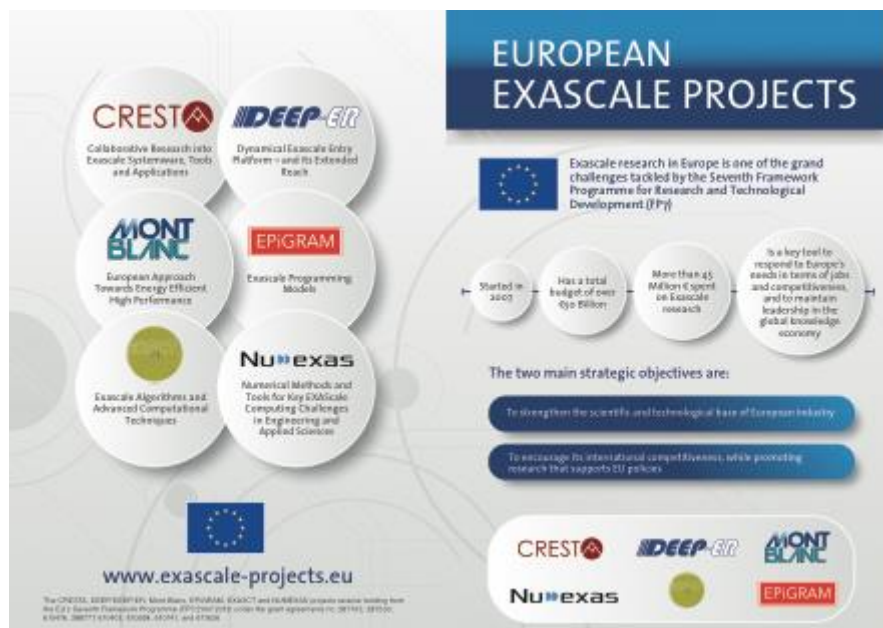 CREST
Collaborative Research into
Exascale Systemware, Tools
and Applications
DEEP-ER
Dynamical Exascale Entry
Platform – and its Extended
Reach
MONT
BLANC
European Approach
Towards Energy Efficient
High Performance
EPiGRAM
Exascale Programming
Models
Exascale Algorithms and
Advanced Computational
Techniques
Nu exas
Numerical Methods and
Tools for Key EXAScale
Computing Challenges
in Engineering and
Applied Sciences
www.exascale-projects.eu
EUROPEAN
EXASCALE PROJECTS
Exascale research in Europe is one of the grand
challenges tackled by the Seventh Framework
Programme for Research and Technological
Development (FP7)
Started in
2007
Has a total
budget of over
€50 Billion
More than 45
Million € spent
on Exascale
research
Is a key tool to
respond to Europe's
needs in terms of jobs
and competitiveness,
and to maintain
leadership in the
global knowledge
economy
The two main strategic objectives are:
To strengthen the scientific and technological base of European industry
To encourage its international competitiveness, while promoting
research that supports EU policies
CREST
DEEP-ER
MONT
BLANC
Nu exas
EPiGRAM